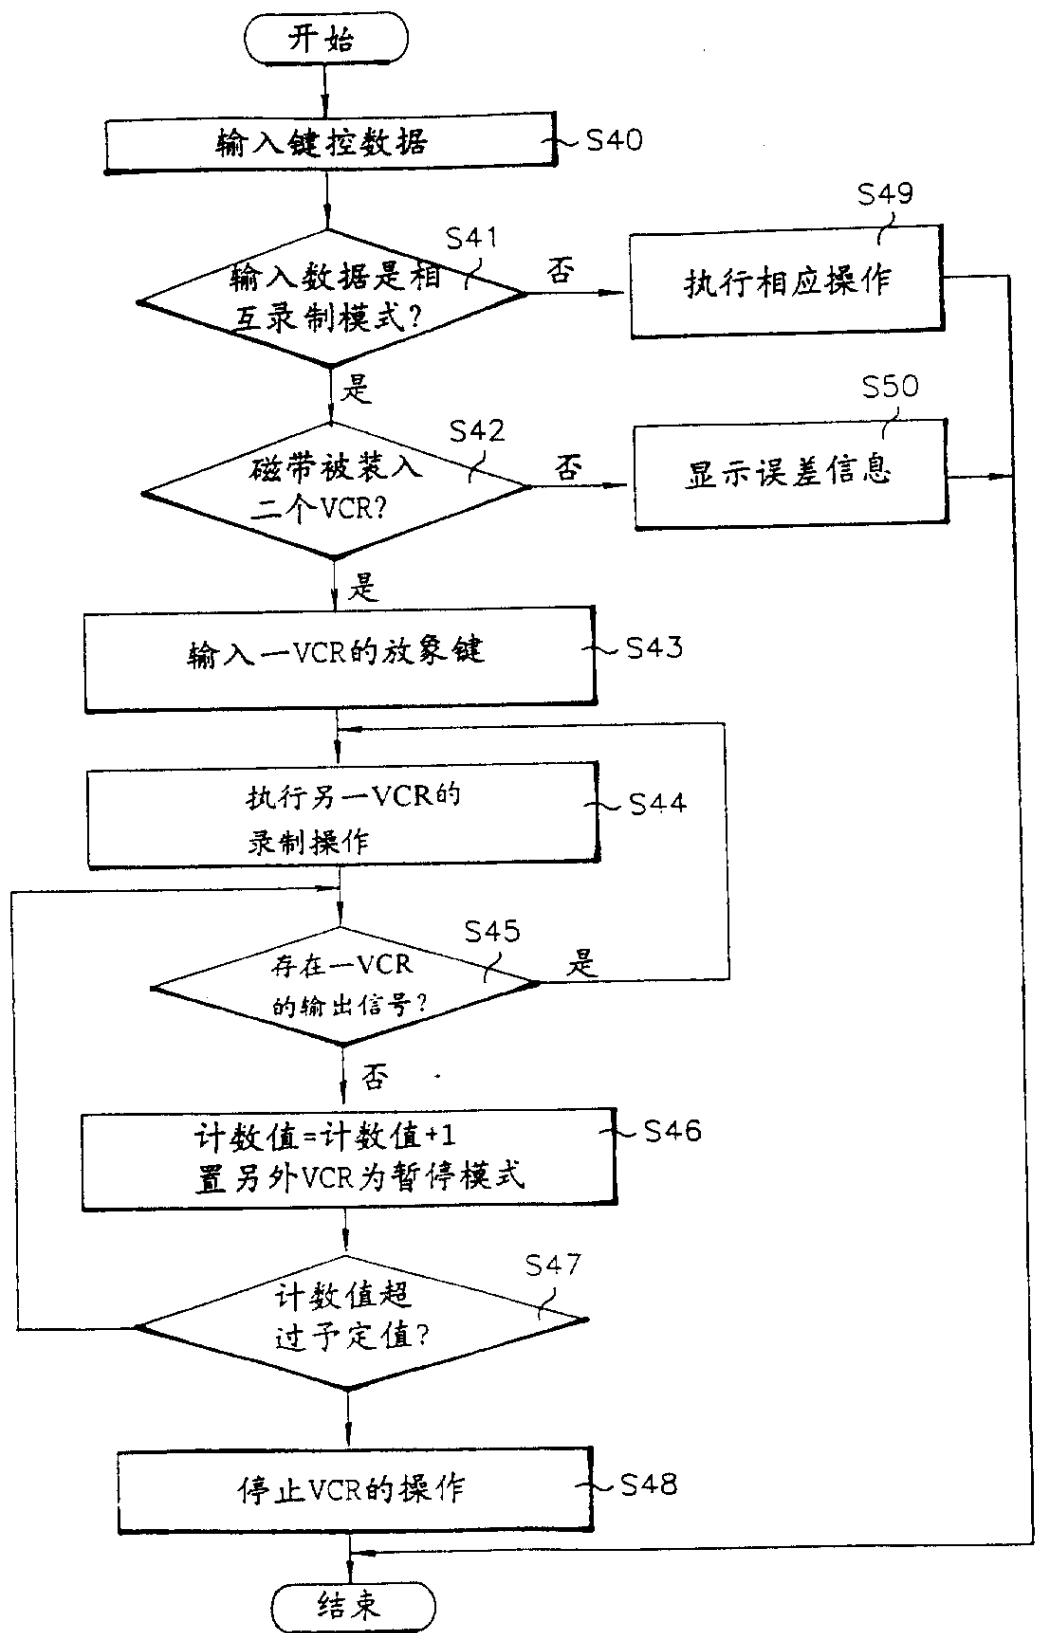 开始
输入键控数据
S40
S41
输入数据是相
互录制模式?
否
S49
执行相应操作
是
S42
磁带被装入
二个VCR?
否
S50
显示误差信息
是
输入一VCR的放象键
S43
执行另一VCR的
录制操作
S44
S45
存在一VCR
的输出信号?
是
否
计数值=计数值+1
置另外VCR为暂停模式
S46
S47
计数值超
过予定值?
停止VCR的操作
S48
结束